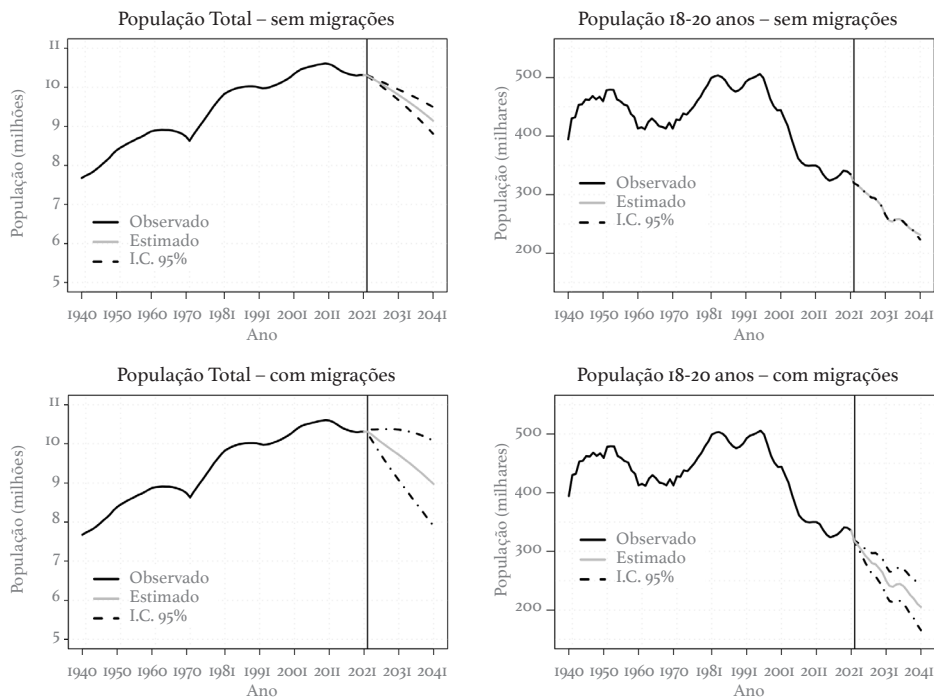 População Total – sem migrações
População (milhões)
11
10
9
8
7
6
5
Observado
Estimado
I.C. 95%
1940 1950 1960 1970 1981 1991 2001 2011 2021 2031 2041
Ano
População 18-20 anos – sem migrações
População (milhares)
500
400
300
200
Observado
Estimado
I.C. 95%
1940 1950 1960 1970 1981 1991 2001 2011 2021 2031 2041
Ano
População Total – com migrações
População (milhões)
11
10
9
8
7
6
5
Observado
Estimado
I.C. 95%
1940 1950 1960 1970 1981 1991 2001 2011 2021 2031 2041
Ano
População 18-20 anos – com migrações
População (milhares)
500
400
300
200
Observado
Estimado
I.C. 95%
1940 1950 1960 1970 1981 1991 2001 2011 2021 2031 2041
Ano